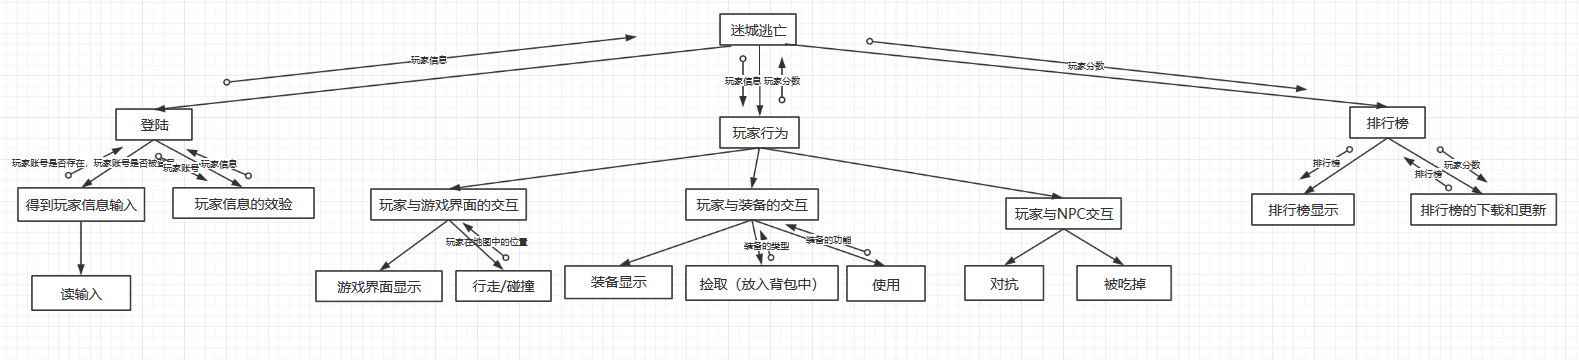 迷城逃亡
玩家信息
玩家信息
玩家分数
玩家分数
登陆
玩家行为
排行榜
玩家账号是否存在，玩家账号是否被
玩家账号
玩家信息
排行榜
排行榜
玩家分数
得到玩家信息输入
玩家信息的效验
玩家与游戏界面的交互
玩家与装备的交互
玩家与NPC交互
排行榜显示
排行榜的下载和更新
玩家在地图中的位置
装备的类型
装备的功能
读输入
游戏界面显示
行走/碰撞
装备显示
捡取（放入背包中）
使用
对抗
被吃掉